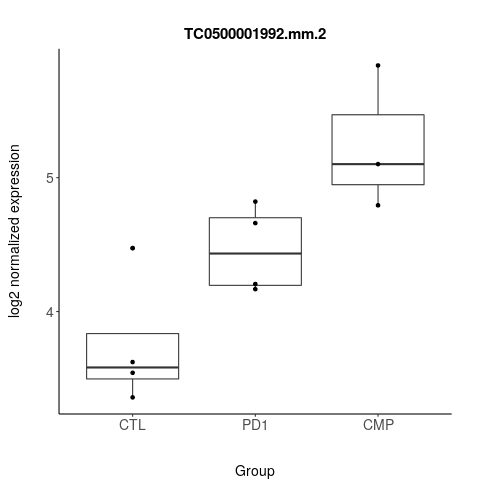 TC0500001992.mm.2
log2 normalized expression
5
4
CTL
PD1
CMP
Group